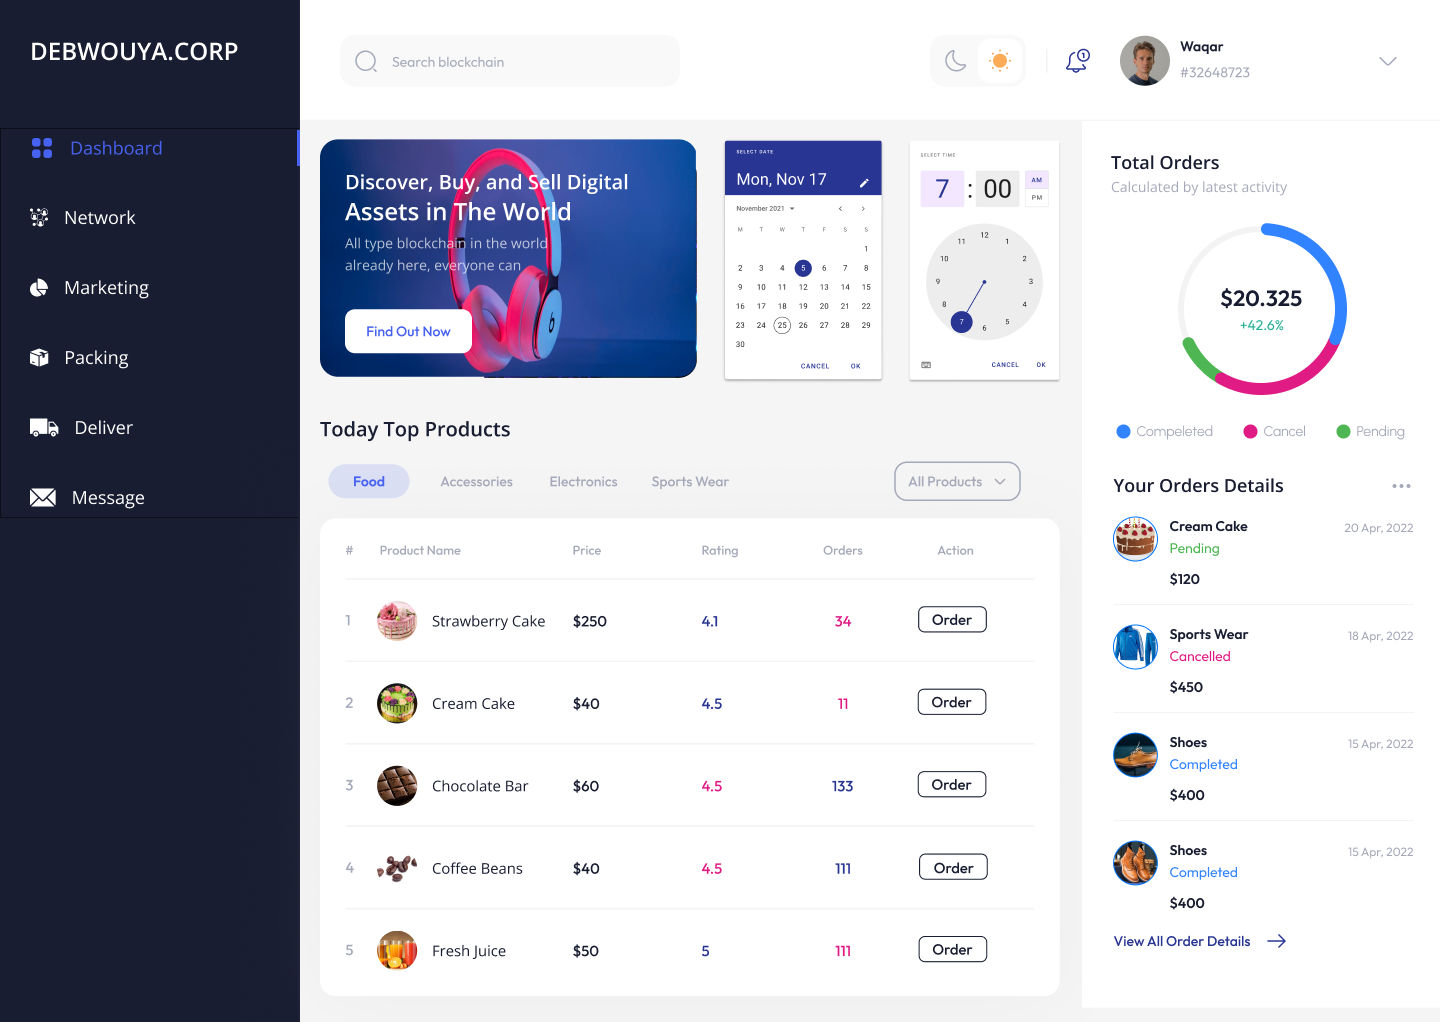 DEBWOUYA.CORP
Dashboard
Network
Marketing
Packing
Deliver
Message
Search blockchain
1
Waqar
#32648723
Discover, Buy, and Sell Digital
Assets in The World
All type blockchain in the world
already here, everyone can
Find Out Now
SELECT DATE
Mon, Nov 17
November 2021
M T W T F S S
1
2 3 4 5 6 7 8
9 10 11 12 13 14 15
16 17 18 19 20 21 22
23 24 25 26 27 28 29
30
CANCEL OK
SELECT TIME
7 : 00
AM
PM
12
11 1
10 2
9 3
8 4
7 5
6
CANCEL OK
Today Top Products
Food Accessories Electronics Sports Wear All Products
# Product Name Price Rating Orders Action
1 Strawberry Cake $250 4.1 34 Order
2 Cream Cake $40 4.5 11 Order
3 Chocolate Bar $60 4.5 133 Order
4 Coffee Beans $40 4.5 111 Order
5 Fresh Juice $50 5 111 Order
Total Orders
Calculated by latest activity
$20.325
+42.6%
Compeleted Cancel Pending
Your Orders Details
Cream Cake 20 Apr, 2022
Pending
$120
Sports Wear 18 Apr, 2022
Cancelled
$450
Shoes 15 Apr, 2022
Completed
$400
Shoes 15 Apr, 2022
Completed
$400
View All Order Details